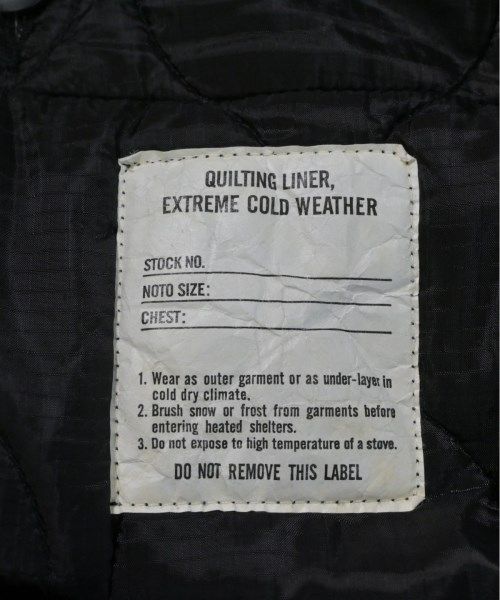 QUILTING LINER,
EXTREME COLD WEATHER
STOCK NO.
NOTO SIZE:
CHEST:
1. Wear as outer garment or as under-layer in
cold dry climate.
2. Brush snow or frost from garments before
entering heated shelters.
3. Do not expose to high temperature of a stove.
DO NOT REMOVE THIS LABEL